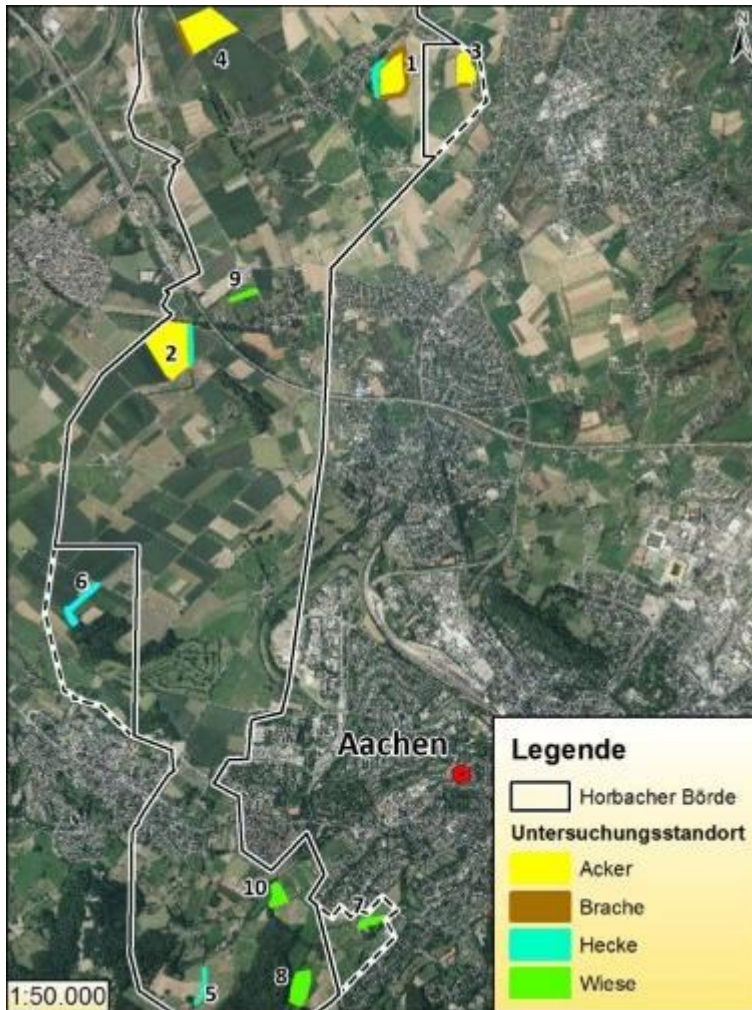 4
1
3
9
2
6
Aachen
10
7
8
5
1:50.000
Legende
Horbacher Börde
Untersuchungsstandort
Acker
Brache
Hecke
Wiese